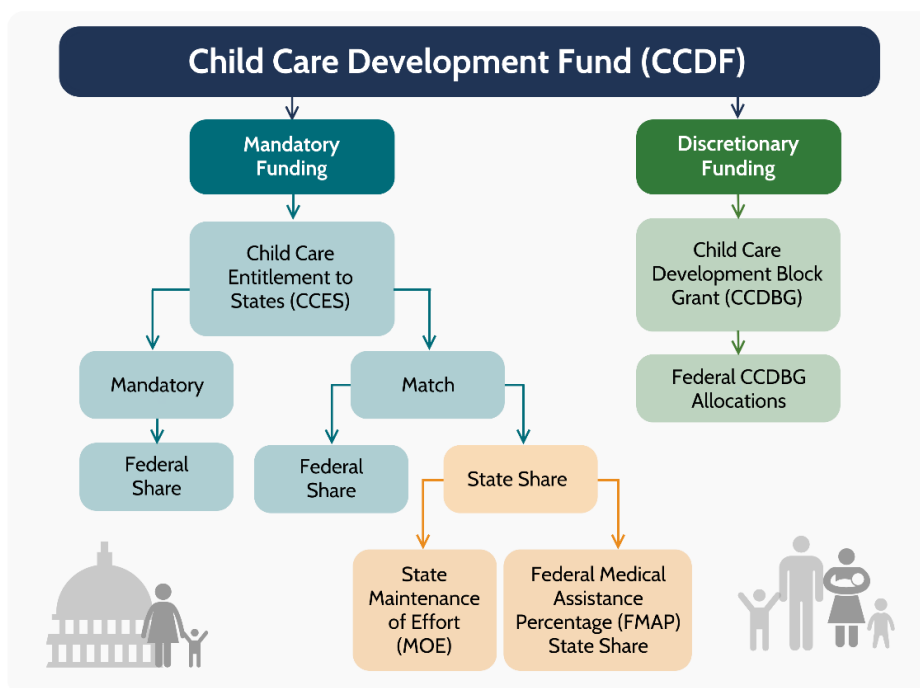 Child Care Development Fund (CCDF)
Mandatory
Funding
Discretionary
Funding
Child Care
Entitlement to
States (CCES)
Child Care
Development Block
Grant (CCDBG)
Mandatory
Match
Federal CCDBG
Allocations
Federal
Share
Federal
Share
State Share
State
Maintenance
of Effort
(MOE)
Federal Medical
Assistance
Percentage (FMAP)
State Share